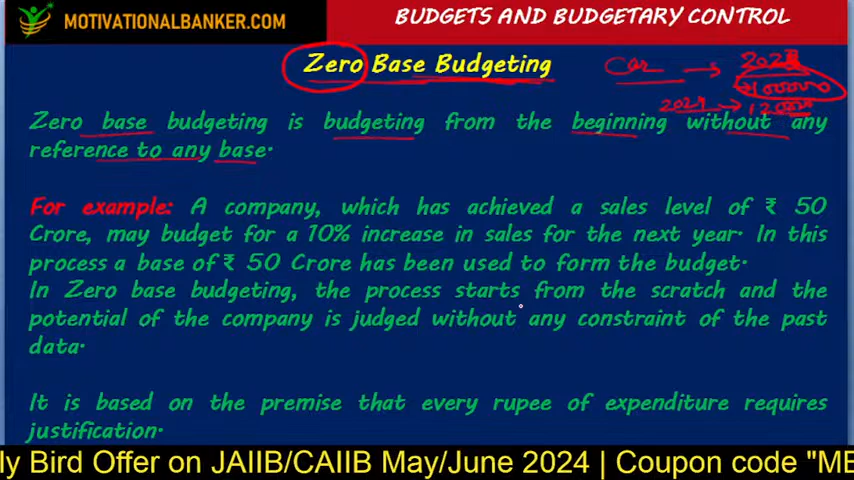 MOTIVATIONALBANKER.COM
BUDGETS AND BUDGETARY CONTROL
Zero Base Budgeting
Car → 2023
2024 →
Zero base budgeting is budgeting from the beginning without any
reference to any base.
For example: A company, which has achieved a sales level of ₹ 50
Crore, may budget for a 10% increase in sales for the next year. In this
process a base of ₹ 50 Crore has been used to form the budget.
In Zero base budgeting, the process starts from the scratch and the
potential of the company is judged without any constraint of the past
data.
It is based on the premise that every rupee of expenditure requires
justification.
ly Bird Offer on JAIIB/CAIIB May/June 2024 | Coupon code "ME